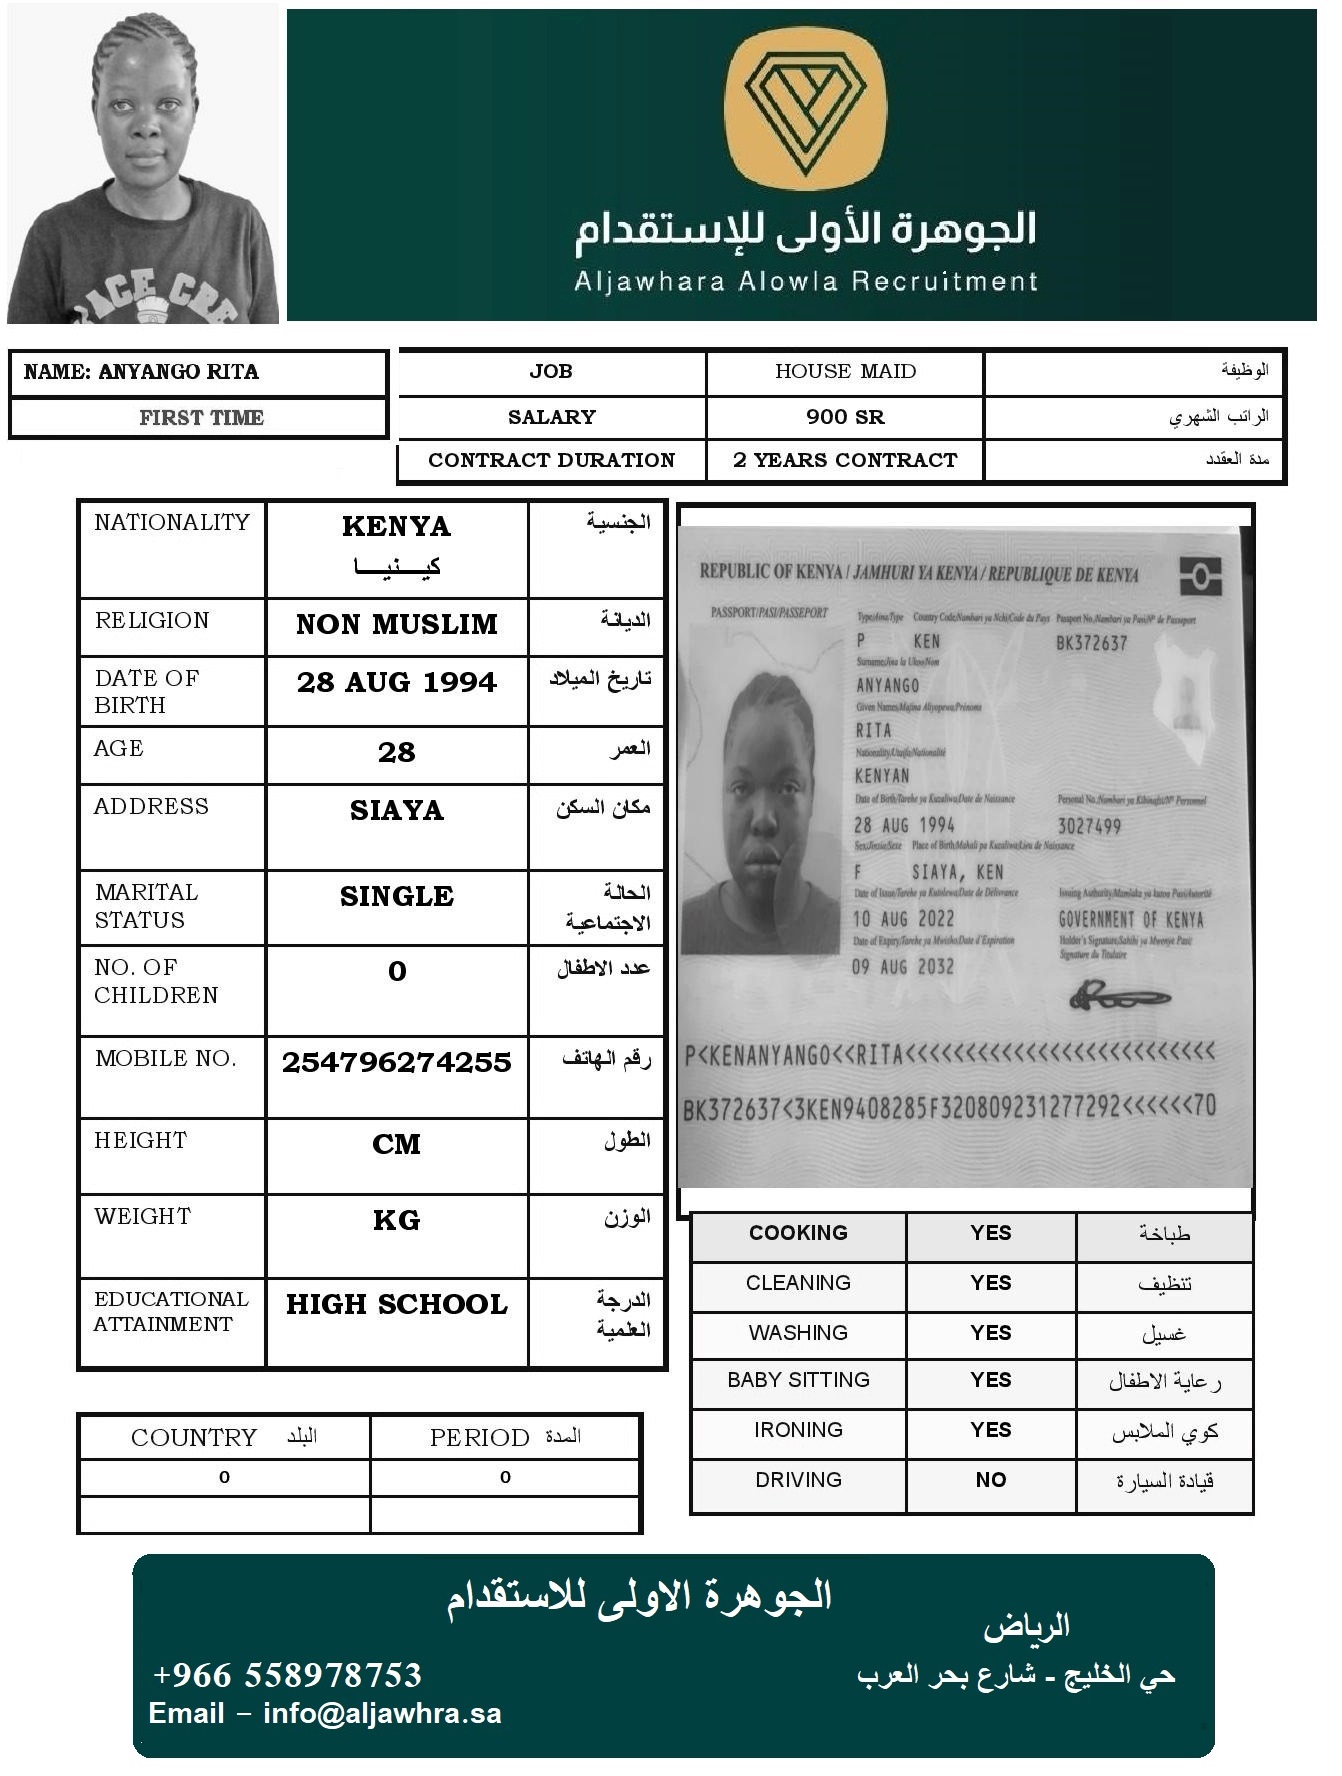 PACE CRE
الجوهرة الأولى للإستقدام
Aljawhara Alowla Recruitment
NAME: ANYANGO RITA
FIRST TIME
JOB HOUSE MAID الوظيفة
SALARY 900 SR الراتب الشهري
CONTRACT DURATION 2 YEARS CONTRACT مدة العقدد
NATIONALITY KENYA الجنسية
كيـــنيـــا
RELIGION NON MUSLIM الديانة
DATE OF BIRTH 28 AUG 1994 تاريخ الميلاد
AGE 28 العمر
ADDRESS SIAYA مكان السكن
MARITAL STATUS SINGLE الحالة الاجتماعية
NO. OF CHILDREN 0 عدد الاطفال
MOBILE NO. 254796274255 رقم الهاتف
HEIGHT CM الطول
WEIGHT KG الوزن
EDUCATIONAL ATTAINMENT HIGH SCHOOL الدرجة العلمية
REPUBLIC OF KENYA / JAMHURI YA KENYA / REPUBLIQUE DE KENYA
PASSPORT/PASI/PASSEPORT
Type/Aina/Type Country Code/Nambari ya Nchi/Code du Pays Passport No./Nambari ya Pasi/Nº de Passeport
P KEN BK372637
Surname/Jina la Ukoo/Nom
ANYANGO
Given Names/Majina Aliyopewa/Prénoms
RITA
Nationality/Utaifa/Nationalité
KENYAN
Date of Birth/Tarehe ya Kuzaliwa/Date de Naissance Personal No./Nambari ya Kibinafsi/Nº Personnel
28 AUG 1994 3027499
Sex/Jinsia/Sexe Place of Birth/Mahali pa Kuzaliwa/Lieu de Naissance
F SIAYA, KEN
Date of Issue/Tarehe ya Kutolewa/Date de Délivrance Issuing Authority/Mamlaka ya kutoa Pasi/Autorité
10 AUG 2022 GOVERNMENT OF KENYA
Date of Expiry/Tarehe ya Mwisho/Date d'Expiration Holder's Signature/Sahihi ya Mwenye Pasi/
Signature du Titulaire
09 AUG 2032
P<KENANYANGO<<RITA<<<<<<<<<<<<<<<<<<<<<<<<<<
BK372637<3KEN9408285F320809231277292<<<<<<70
COOKING YES طباخة
CLEANING YES تنظيف
WASHING YES غسيل
BABY SITTING YES رعاية الاطفال
IRONING YES كوي الملابس
DRIVING NO قيادة السيارة
COUNTRY البلد PERIOD المدة
0 0
الجوهرة الاولى للاستقدام
الرياض
حي الخليج - شارع بحر العرب
+966 558978753
Email – info@aljawhra.sa